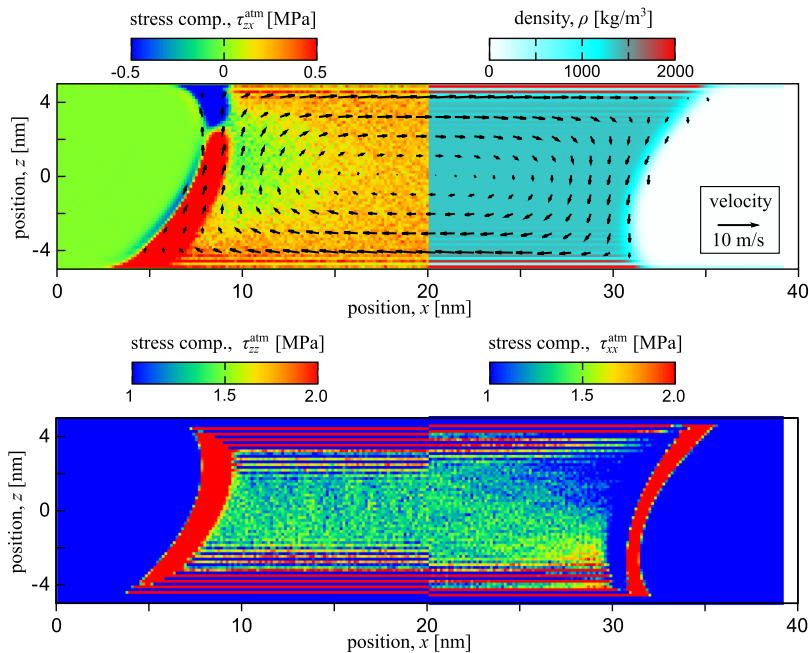 stress comp., τzx^atm [MPa]
density, ρ [kg/m³]
-0.5 0 0.5
0 1000 2000
position, z [nm]
4
0
-4
velocity
10 m/s
0 10 20 30 40
position, x [nm]
stress comp., τzz^atm [MPa]
stress comp., τxx^atm [MPa]
1 1.5 2.0
1 1.5 2.0
position, z [nm]
4
0
-4
0 10 20 30 40
position, x [nm]